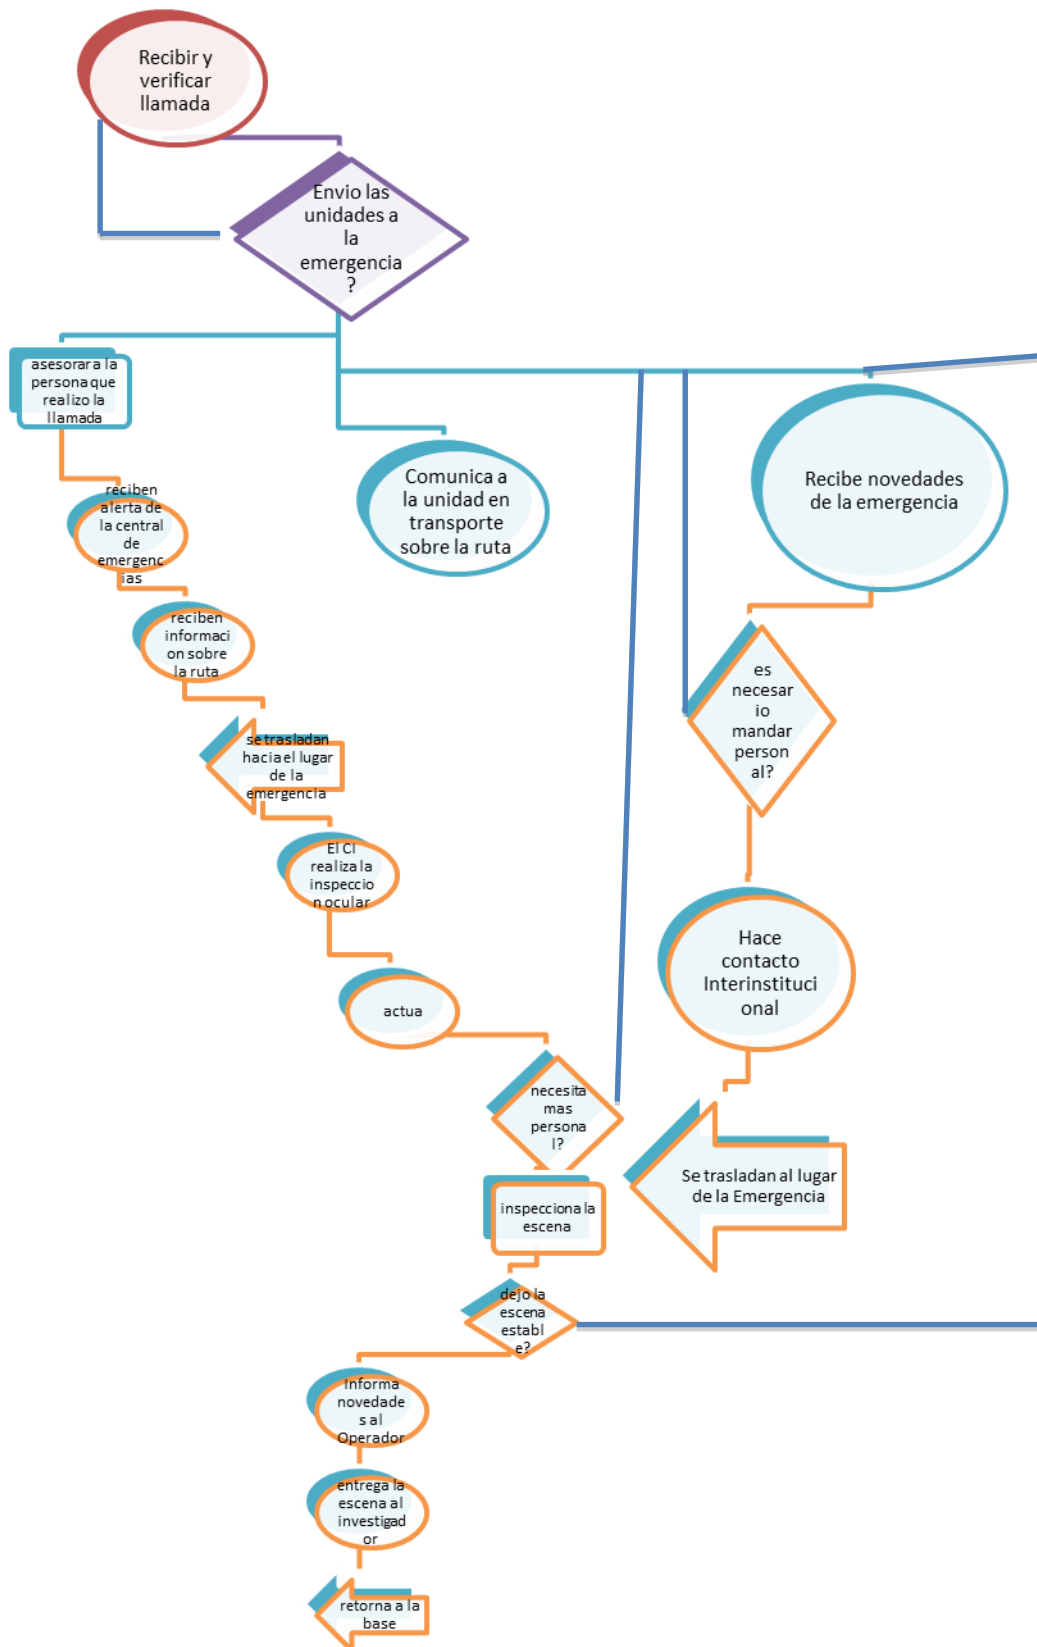 Recibir y
verificar
llamada
Envio las
unidades a
la
emergencia
?
asesorar a la
persona que
realizo la
llamada
Comunica a
la unidad en
transporte
sobre la ruta
Recibe novedades
de la emergencia
reciben
alerta de
la central
de
emergenc
ias
reciben
informaci
on sobre
la ruta
se trasladan
hacia el lugar
de la
emergencia
es
necesar
io
mandar
person
al?
El CI
realiza la
inspeccio
n ocular
Hace
contacto
Interinstituci
onal
actua
necesita
mas
persona
l?
Se trasladan al lugar
de la Emergencia
inspecciona la
escena
dejo la
escena
establ
e?
Informa
novedade
s al
Operador
entrega la
escena al
investigad
or
retorna a la
base